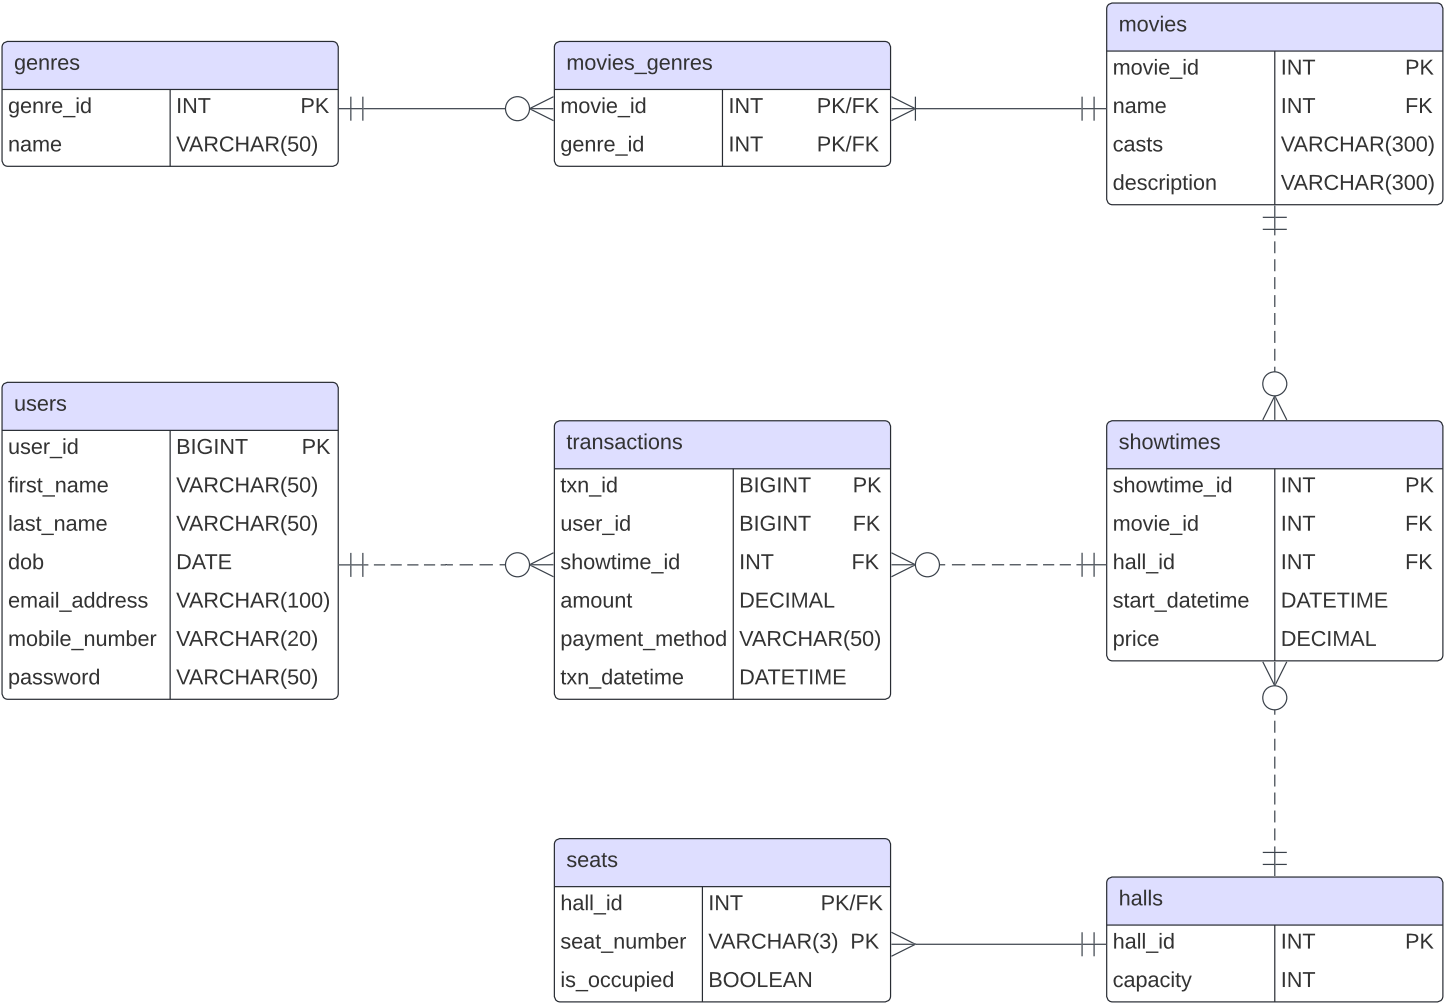 genres
genre_id INT PK
name VARCHAR(50)
movies_genres
movie_id INT PK/FK
genre_id INT PK/FK
movies
movie_id INT PK
name INT FK
casts VARCHAR(300)
description VARCHAR(300)
users
user_id BIGINT PK
first_name VARCHAR(50)
last_name VARCHAR(50)
dob DATE
email_address VARCHAR(100)
mobile_number VARCHAR(20)
password VARCHAR(50)
transactions
txn_id BIGINT PK
user_id BIGINT FK
showtime_id INT FK
amount DECIMAL
payment_method VARCHAR(50)
txn_datetime DATETIME
showtimes
showtime_id INT PK
movie_id INT FK
hall_id INT FK
start_datetime DATETIME
price DECIMAL
seats
hall_id INT PK/FK
seat_number VARCHAR(3) PK
is_occupied BOOLEAN
halls
hall_id INT PK
capacity INT